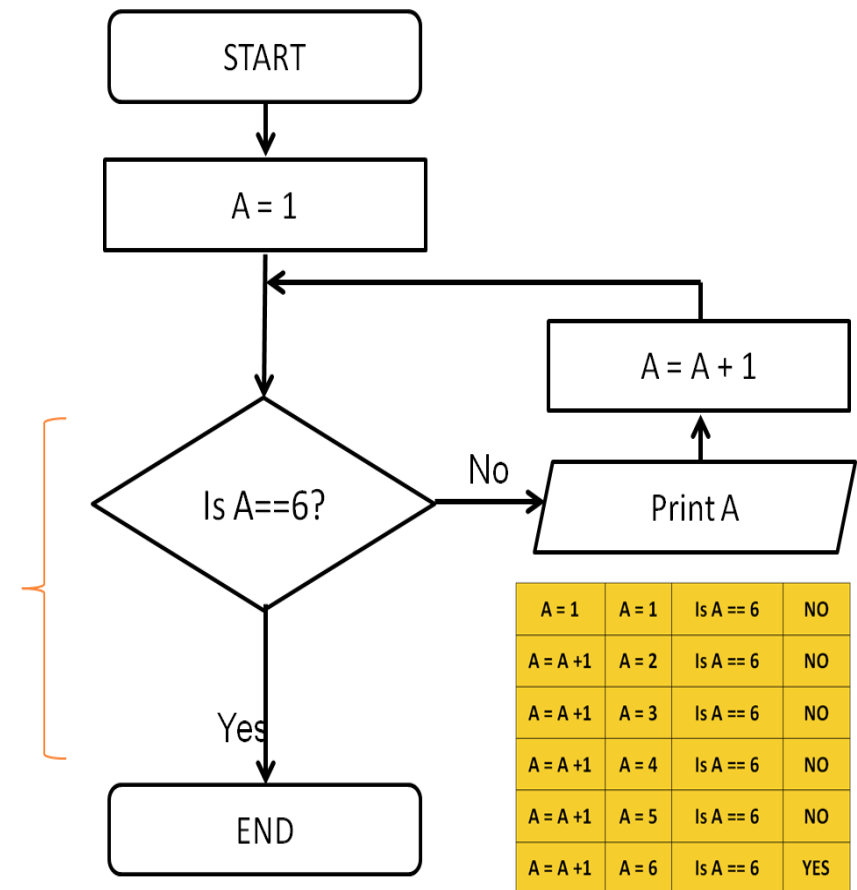 START
A = 1
A = A + 1
Is A==6?
No
Print A
Yes
END
A = 1 A = 1 Is A == 6 NO
A = A +1 A = 2 Is A == 6 NO
A = A +1 A = 3 Is A == 6 NO
A = A +1 A = 4 Is A == 6 NO
A = A +1 A = 5 Is A == 6 NO
A = A +1 A = 6 Is A == 6 YES